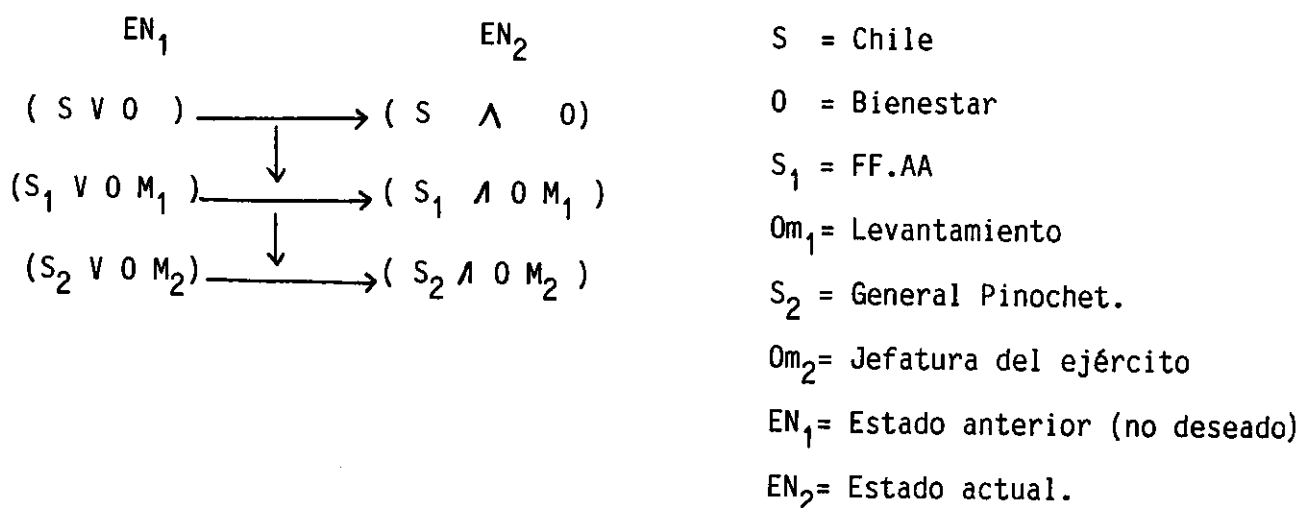 EN₁ EN₂
( S V O ) → ( S Λ O)
(S₁ V O M₁ ) → ( S₁ Λ O M₁ )
(S₂ V O M₂) → ( S₂ Λ O M₂ )
S = Chile
O = Bienestar
S₁ = FF.AA
Om₁= Levantamiento
S₂ = General Pinochet.
Om₂= Jefatura del ejército
EN₁= Estado anterior (no deseado)
EN₂= Estado actual.